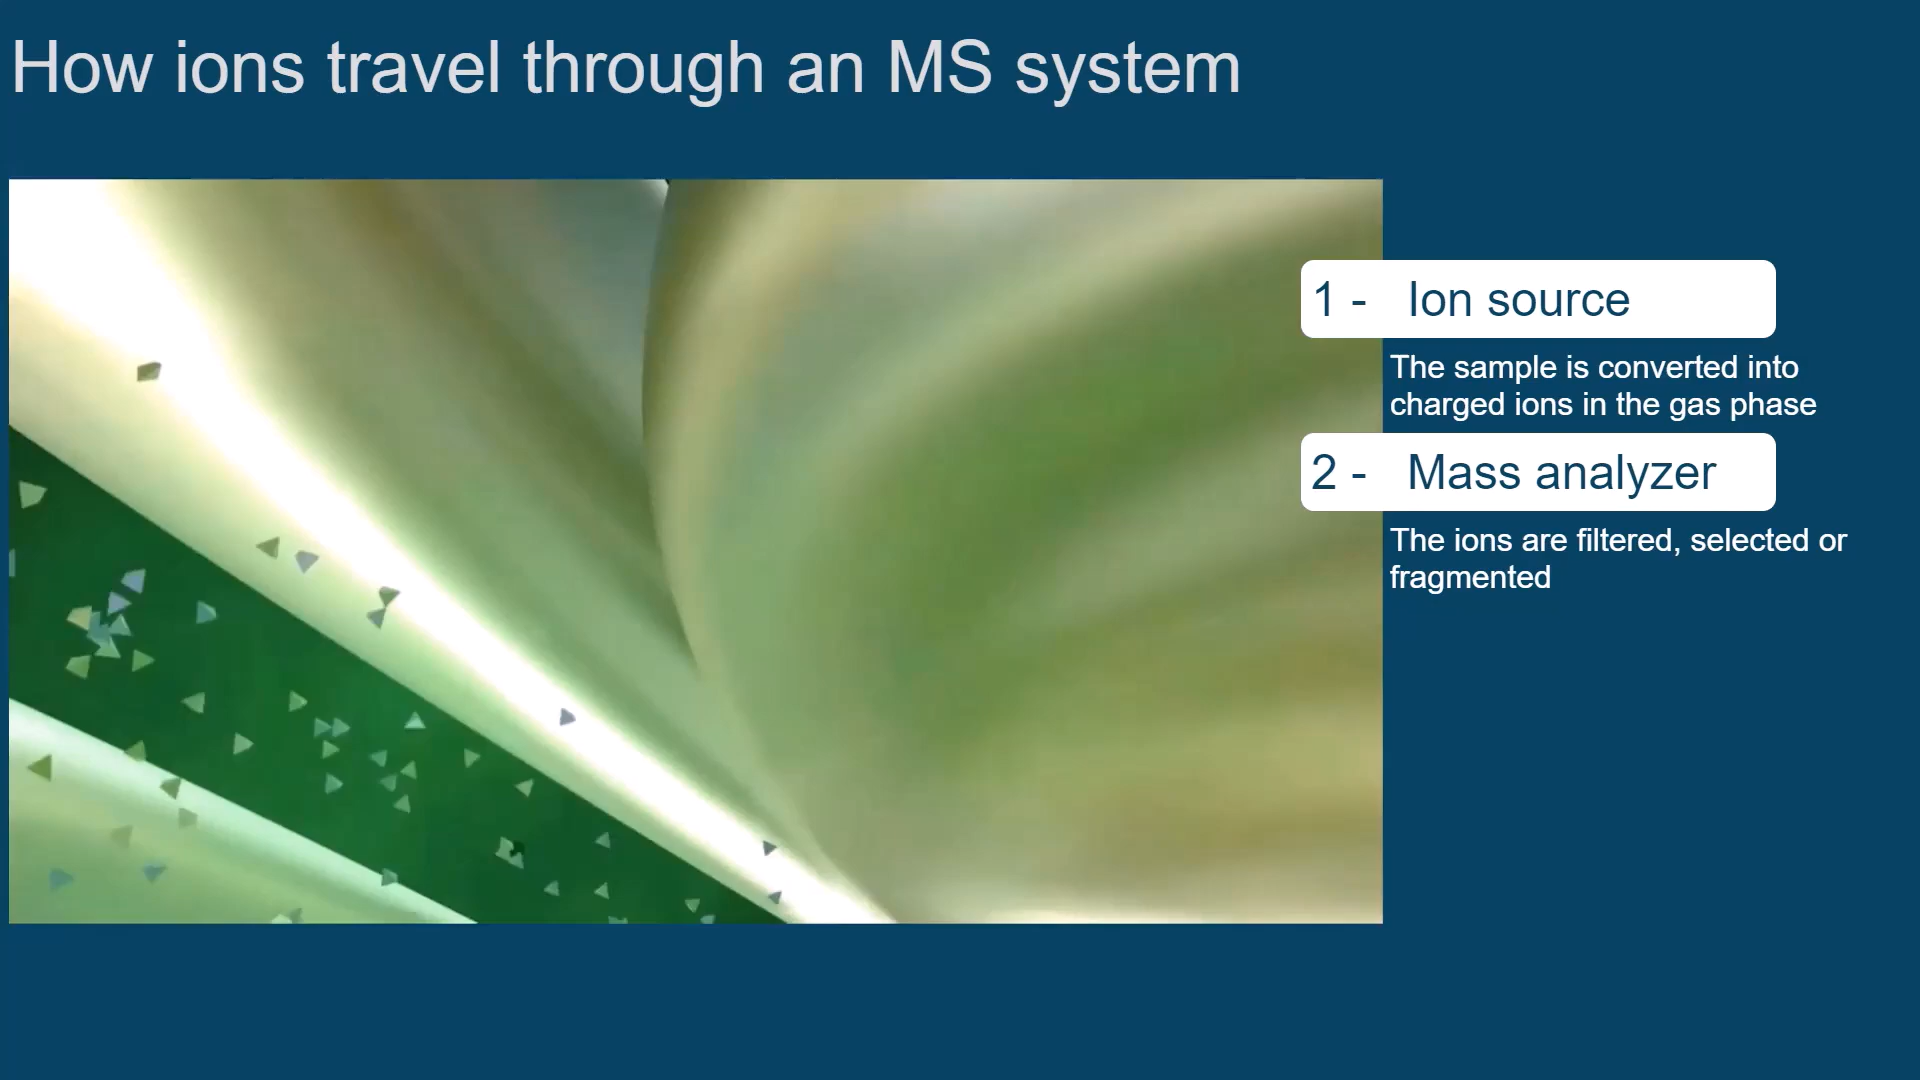 How ions travel through an MS system
1 - Ion source
The sample is converted into
charged ions in the gas phase
2 - Mass analyzer
The ions are filtered, selected or
fragmented